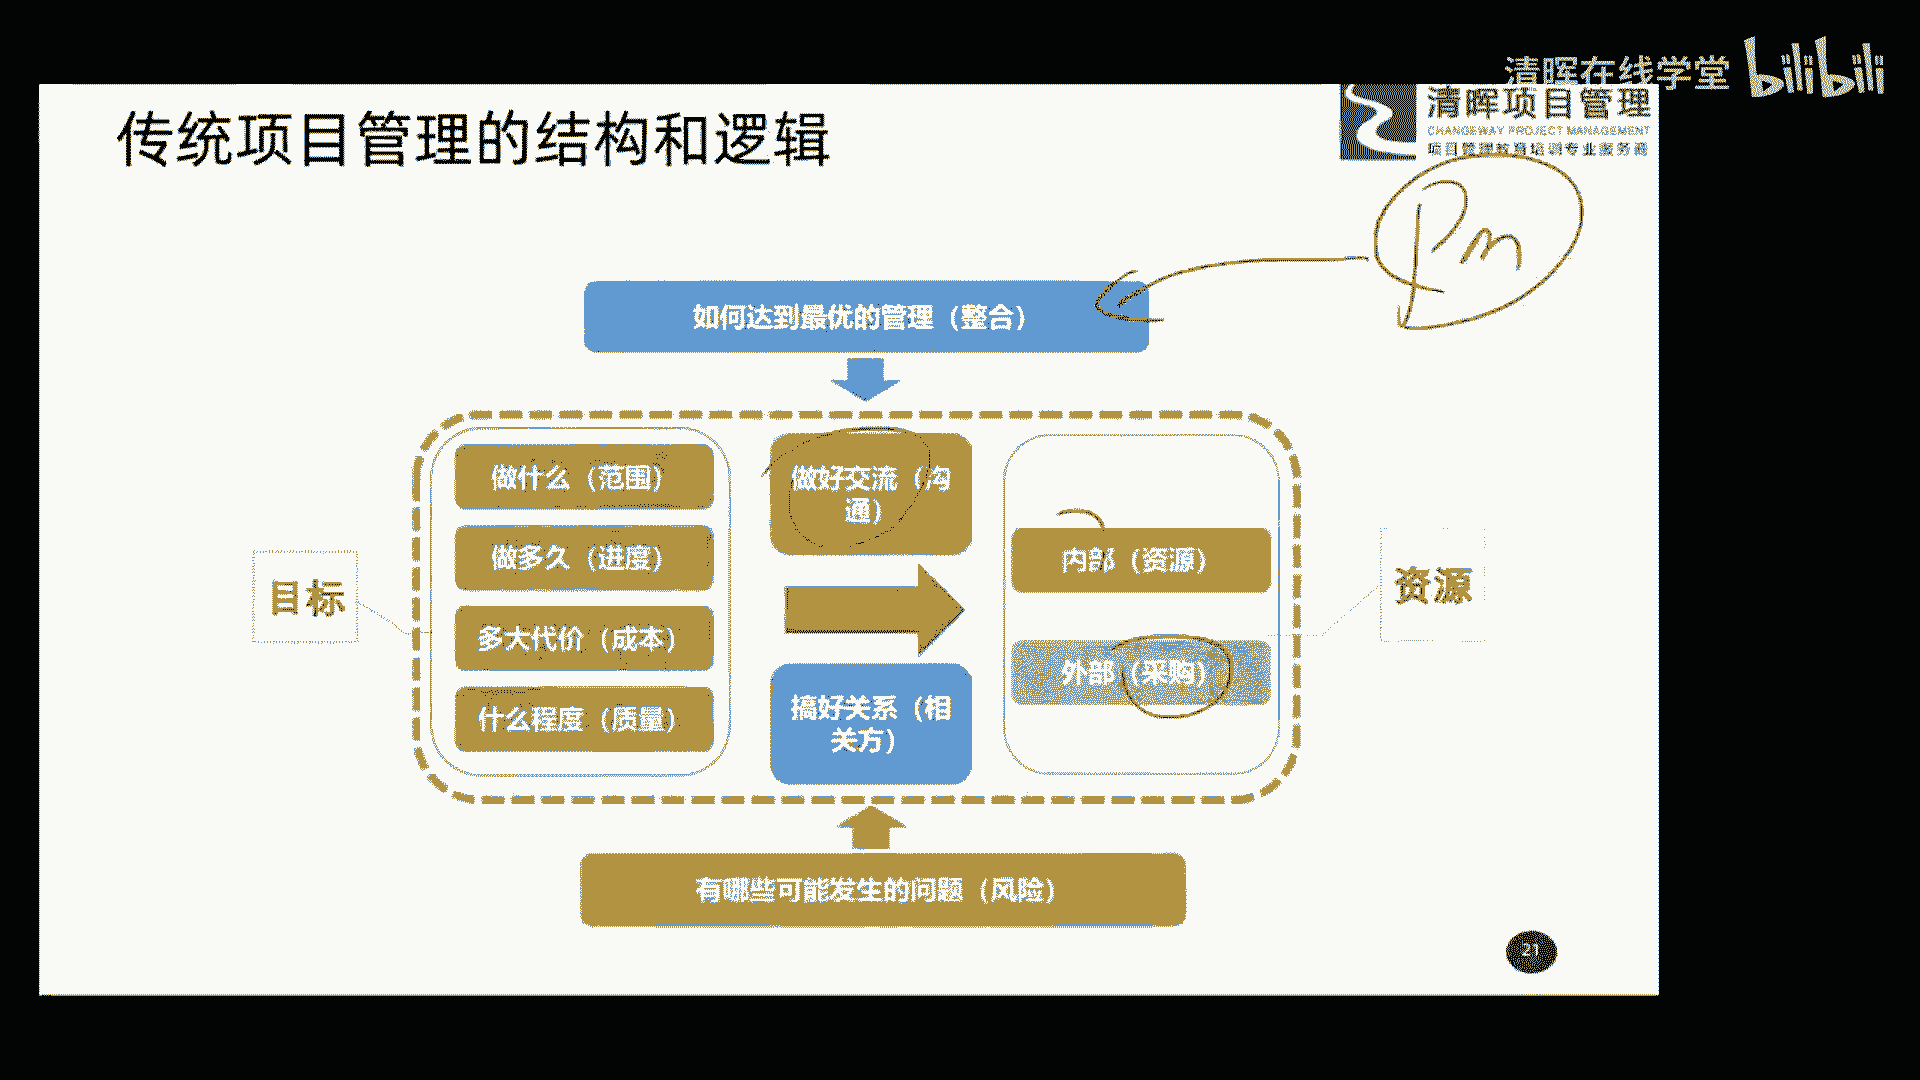 清晖在线学堂 bilibili
传统项目管理的结构和逻辑
清晖项目管理
CHANGEWAY PROJECT MANAGEMENT
项目管理教育培训专业服务商
Pm
如何达到最优的管理（整合）
做什么（范围）
做多久（进度）
多大代价（成本）
什么程度（质量）
做好交流（沟
通）
搞好关系（相
关方）
内部（资源）
外部（采购）
目标
资源
有哪些可能发生的问题（风险）
21